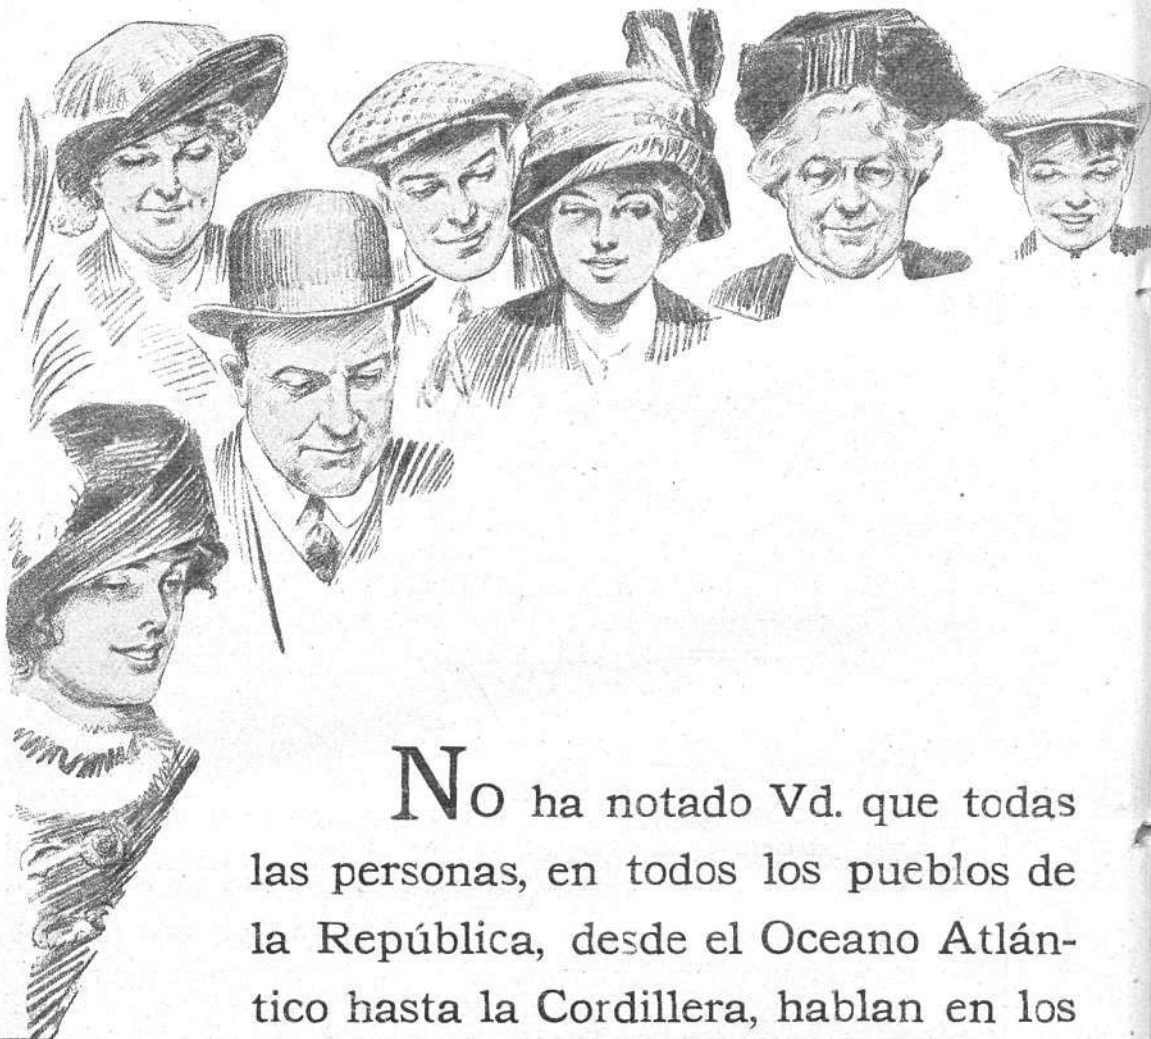 No ha notado Vd. que todas
las personas, en todos los pueblos de
la República, desde el Oceano Atlán-
tico hasta la Cordillera, hablan en los